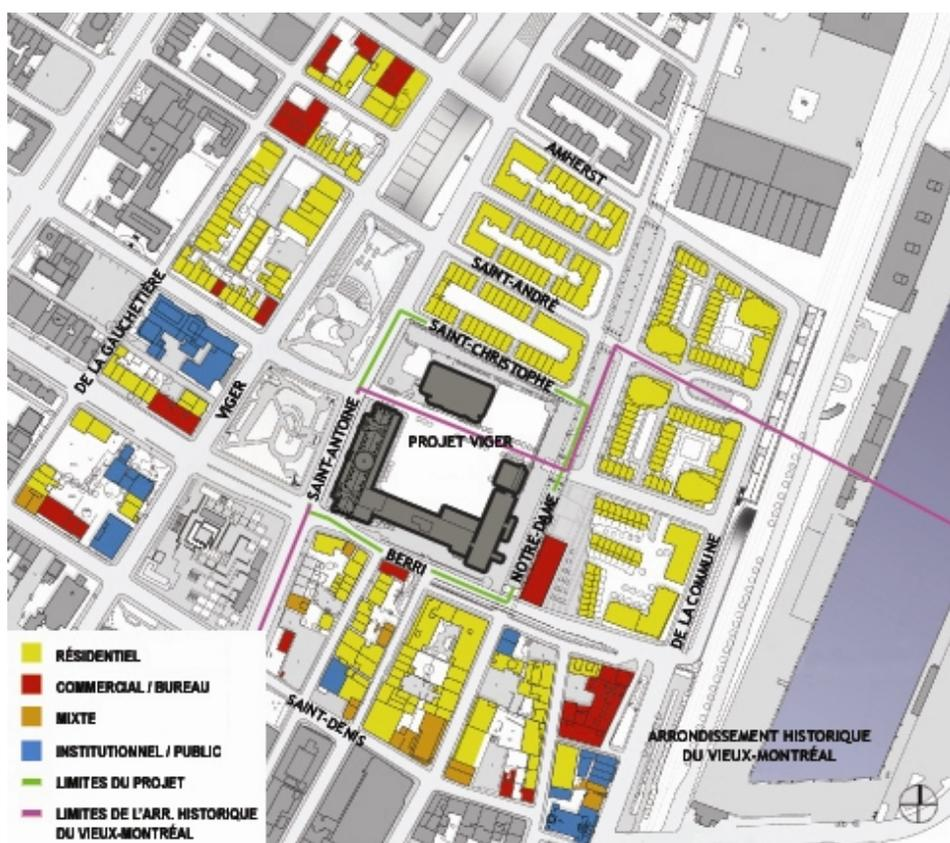 AMHERST
SAINT-ANDRÉ
SAINT-CHRISTOPHE
DE LA GAUCHETIÈRE
VIGER
SAINT-ANTOINE
PROJET VIGER
NOTRE-DAME
BERRI
DE LA COMMUNE
SAINT-DENIS
ARRONDISSEMENT HISTORIQUE
DU VIEUX-MONTRÉAL
RÉSIDENTIEL
COMMERCIAL / BUREAU
MIXTE
INSTITUTIONNEL / PUBLIC
LIMITES DU PROJET
LIMITES DE L'ARR. HISTORIQUE
DU VIEUX-MONTRÉAL